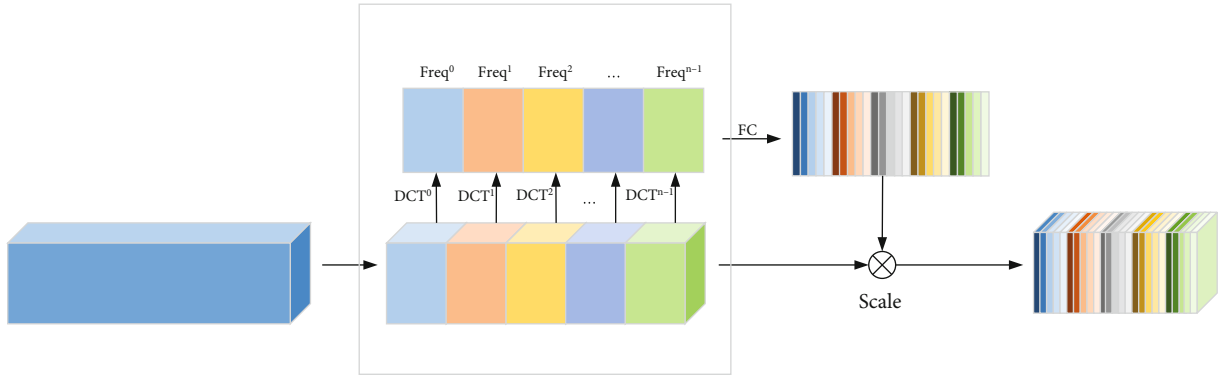 Freq⁰ Freq¹ Freq² ... Freqⁿ⁻¹
FC
DCT⁰ DCT¹ DCT² ... DCTⁿ⁻¹
Scale